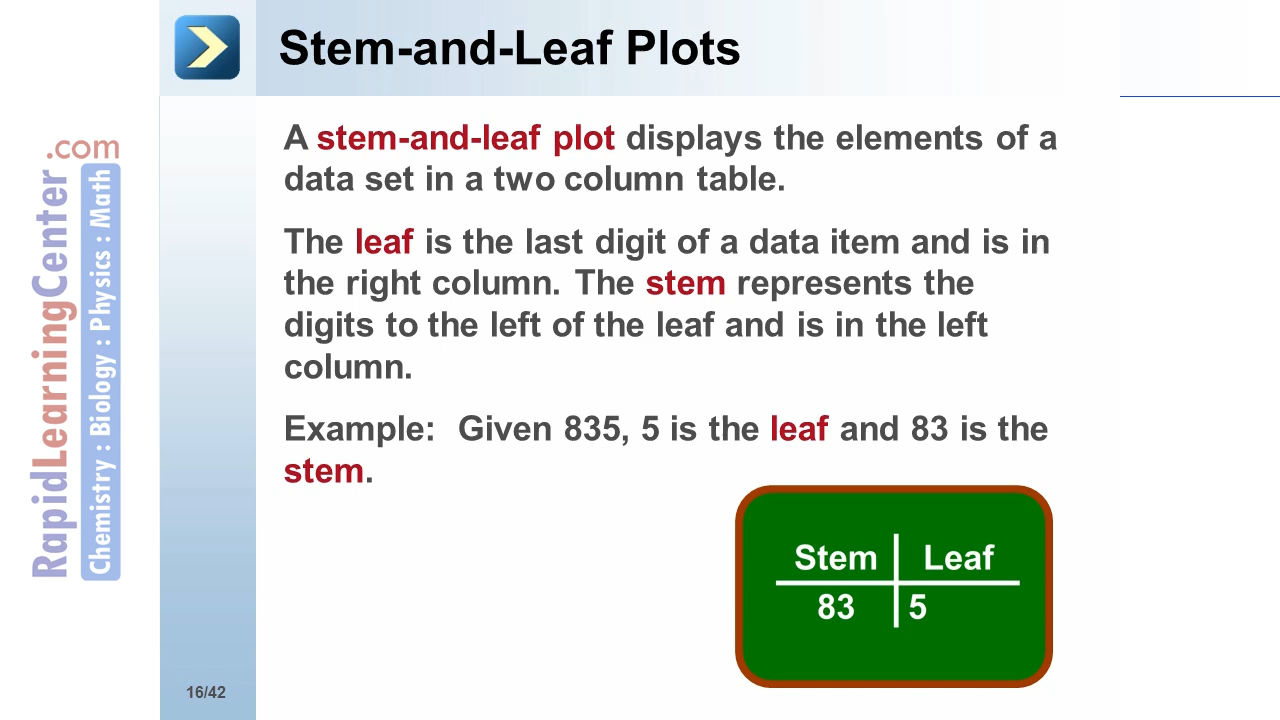 Stem-and-Leaf Plots
.com
RapidLearningCenter
Chemistry : Biology : Physics : Math
A stem-and-leaf plot displays the elements of a
data set in a two column table.
The leaf is the last digit of a data item and is in
the right column. The stem represents the
digits to the left of the leaf and is in the left
column.
Example: Given 835, 5 is the leaf and 83 is the
stem.
Stem Leaf
83 5
16/42